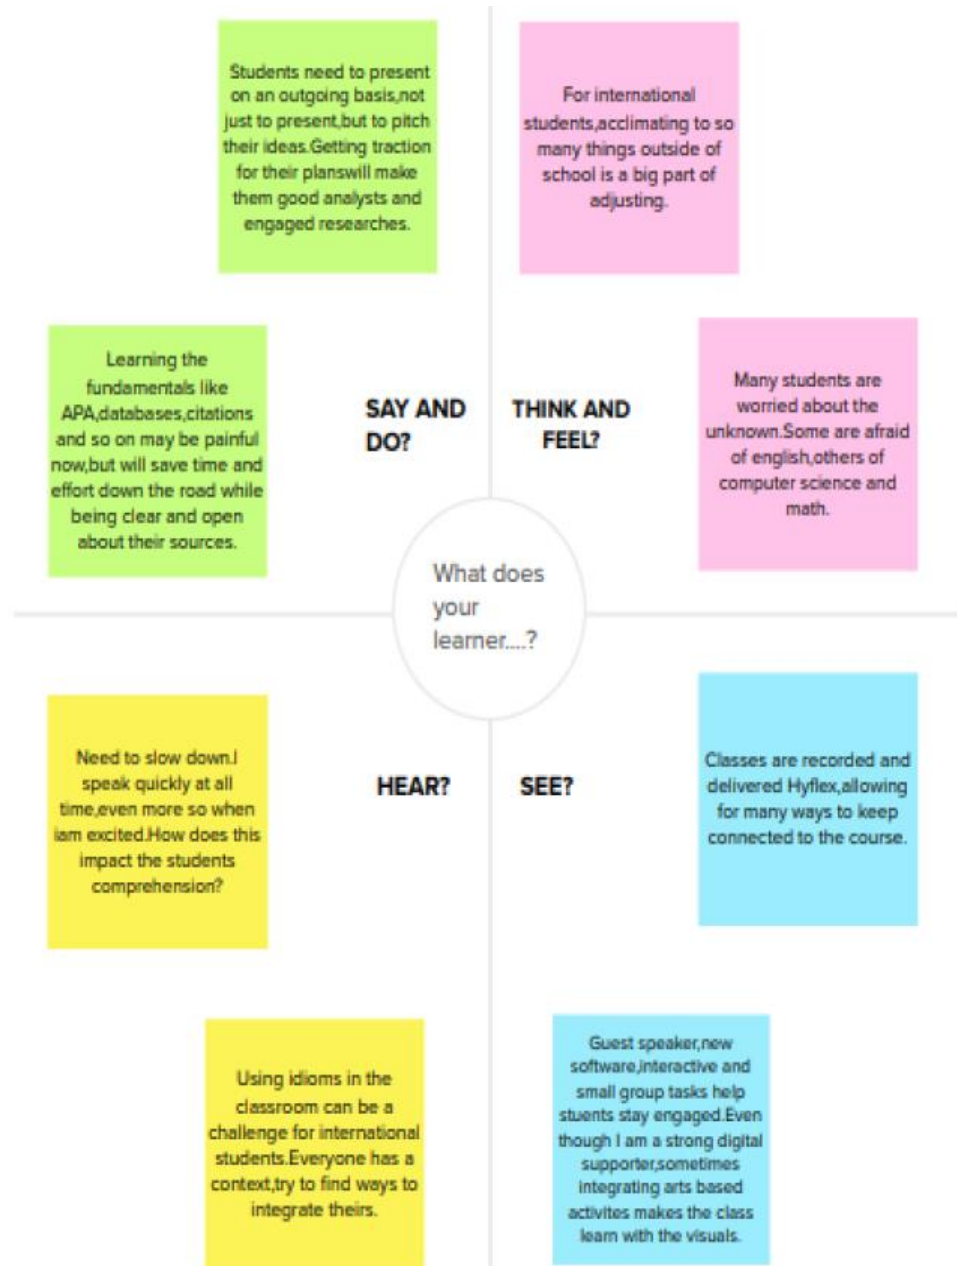 Students need to present
on an outgoing basis,not
just to present,but to pitch
their ideas.Getting traction
for their planswill make
them good analysts and
engaged researches.
For international
students,acclimating to so
many things outside of
school is a big part of
adjusting.
Learning the
fundamentals like
APA,databases,citations
and so on may be painful
now,but will save time and
effort down the road while
being clear and open
about their sources.
SAY AND
DO?
THINK AND
FEEL?
Many students are
worried about the
unknown.Some are afraid
of english,others of
computer science and
math.
What does
your
learner....?
Need to slow down.I
speak quickly at all
time,even more so when
iam excited.How does this
impact the students
comprehension?
HEAR?
SEE?
Classes are recorded and
delivered Hyflex,allowing
for many ways to keep
connected to the course.
Using idioms in the
classroom can be a
challenge for international
students.Everyone has a
context,try to find ways to
integrate theirs.
Guest speaker,new
software,interactive and
small group tasks help
stuents stay engaged.Even
though I am a strong digital
supporter,sometimes
integrating arts based
activites makes the class
learn with the visuals.